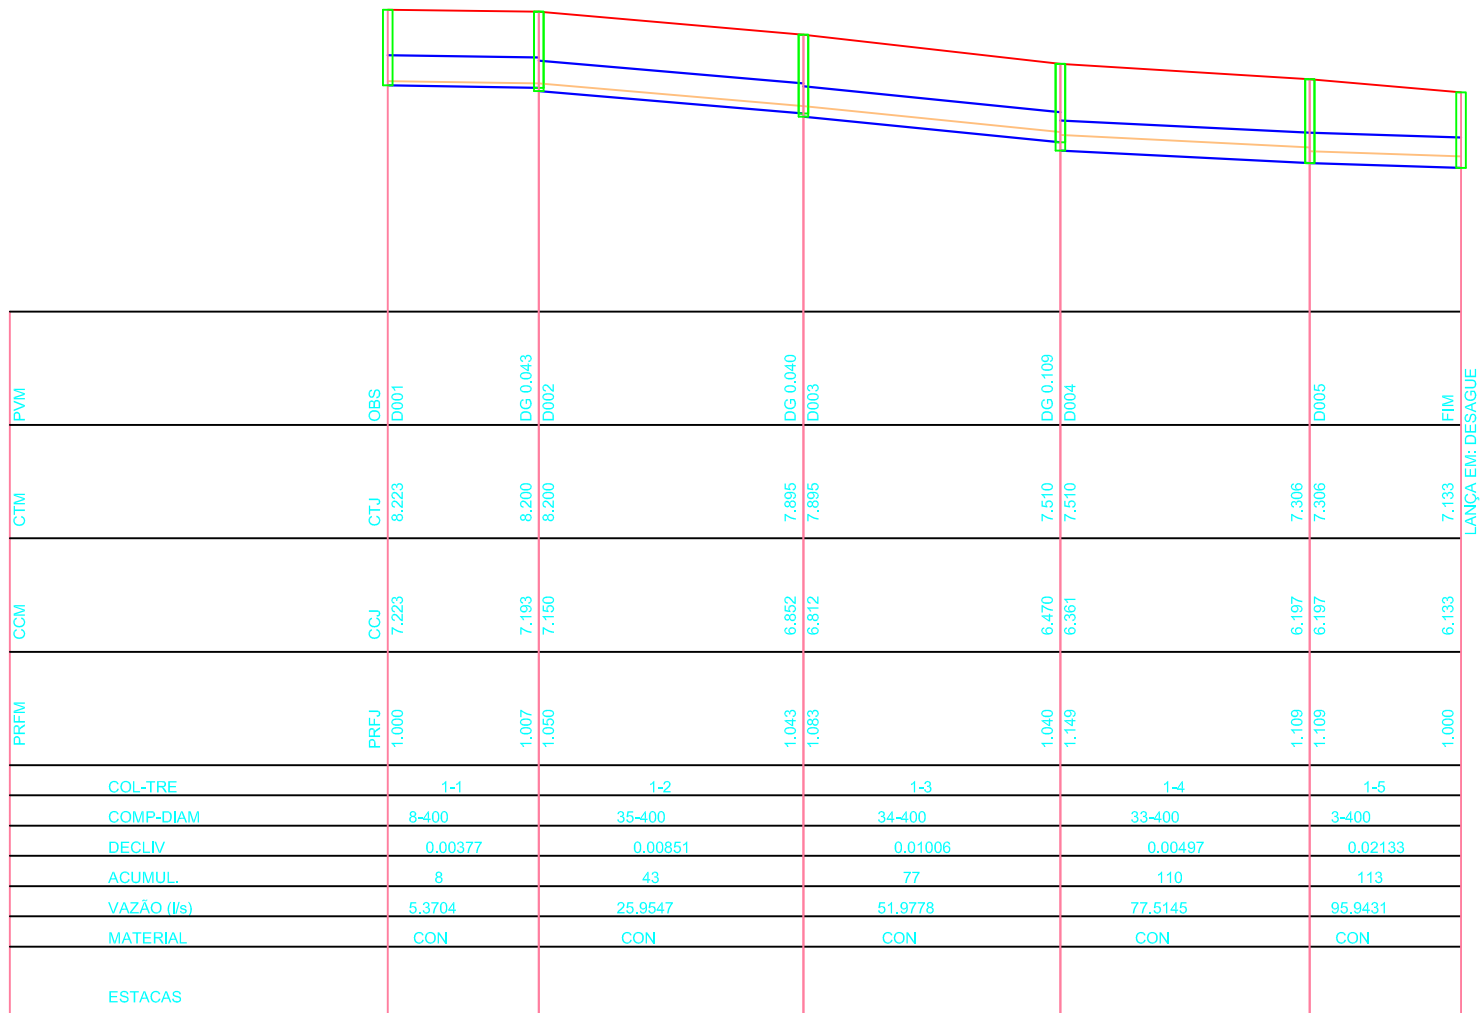 PVM
OBS
D001
DG 0.043
D002
DG 0.040
D003
DG 0.109
D004
D005
FIM
LANÇA EM: DESAGUE
CTM
CTJ
8.223
8.200
8.200
7.895
7.895
7.510
7.510
7.306
7.306
7.133
CCM
CCJ
7.223
7.193
7.150
6.852
6.812
6.470
6.361
6.197
6.197
6.133
PRFM
PRFJ
1.000
1.007
1.050
1.043
1.083
1.040
1.149
1.109
1.109
1.000
COL-TRE 1-1 1-2 1-3 1-4 1-5
COMP-DIAM 8-400 35-400 34-400 33-400 3-400
DECLIV 0.00377 0.00851 0.01006 0.00497 0.02133
ACUMUL. 8 43 77 110 113
VAZÃO (l/s) 5.3704 25.9547 51.9778 77.5145 95.9431
MATERIAL CON CON CON CON CON
ESTACAS